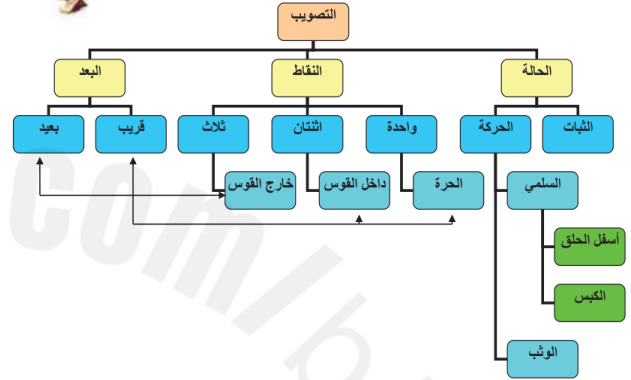 التصويب
الحالة
النقاط
البعد
الثبات
الحركة
واحدة
اثنتان
ثلاث
قريب
بعيد
السلمي
الحرة
داخل القوس
خارج القوس
أسفل الحلق
الكبس
الوثب
com/b